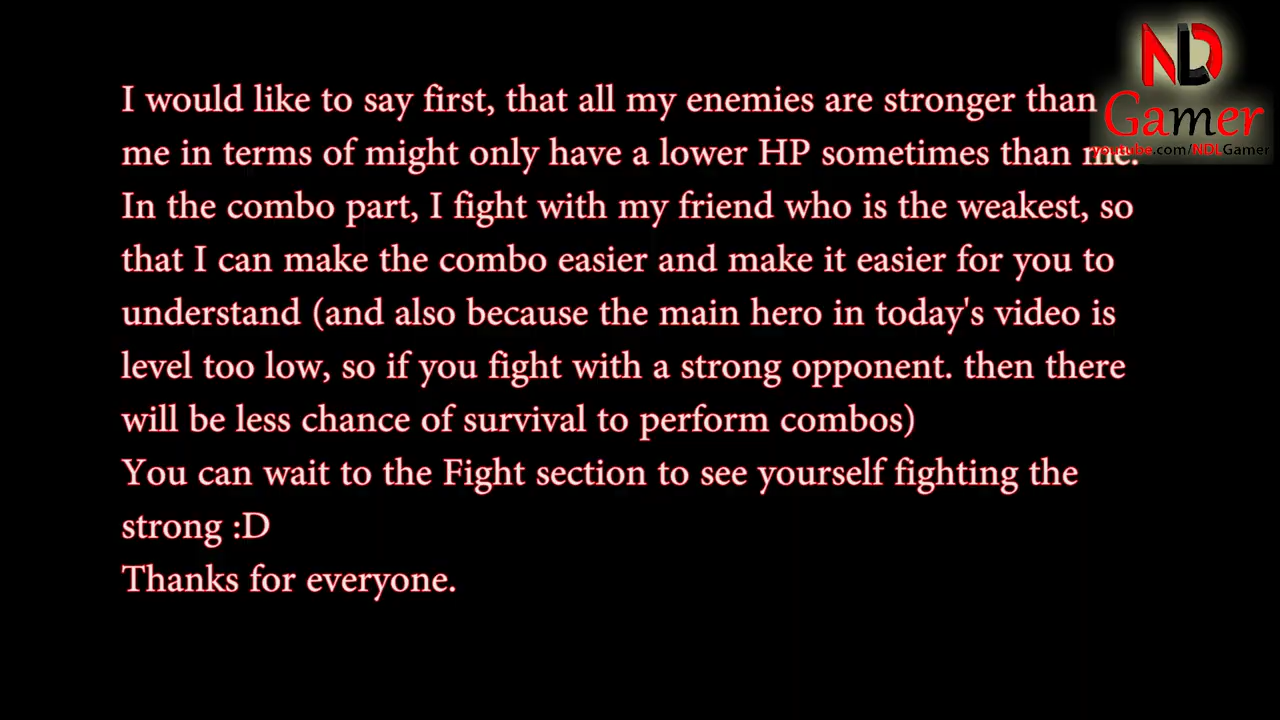 NDL
Gamer
youtube.com/NDLGamer
I would like to say first, that all my enemies are stronger than
me in terms of might only have a lower HP sometimes than me.
In the combo part, I fight with my friend who is the weakest, so
that I can make the combo easier and make it easier for you to
understand (and also because the main hero in today's video is
level too low, so if you fight with a strong opponent. then there
will be less chance of survival to perform combos)
You can wait to the Fight section to see yourself fighting the
strong :D
Thanks for everyone.